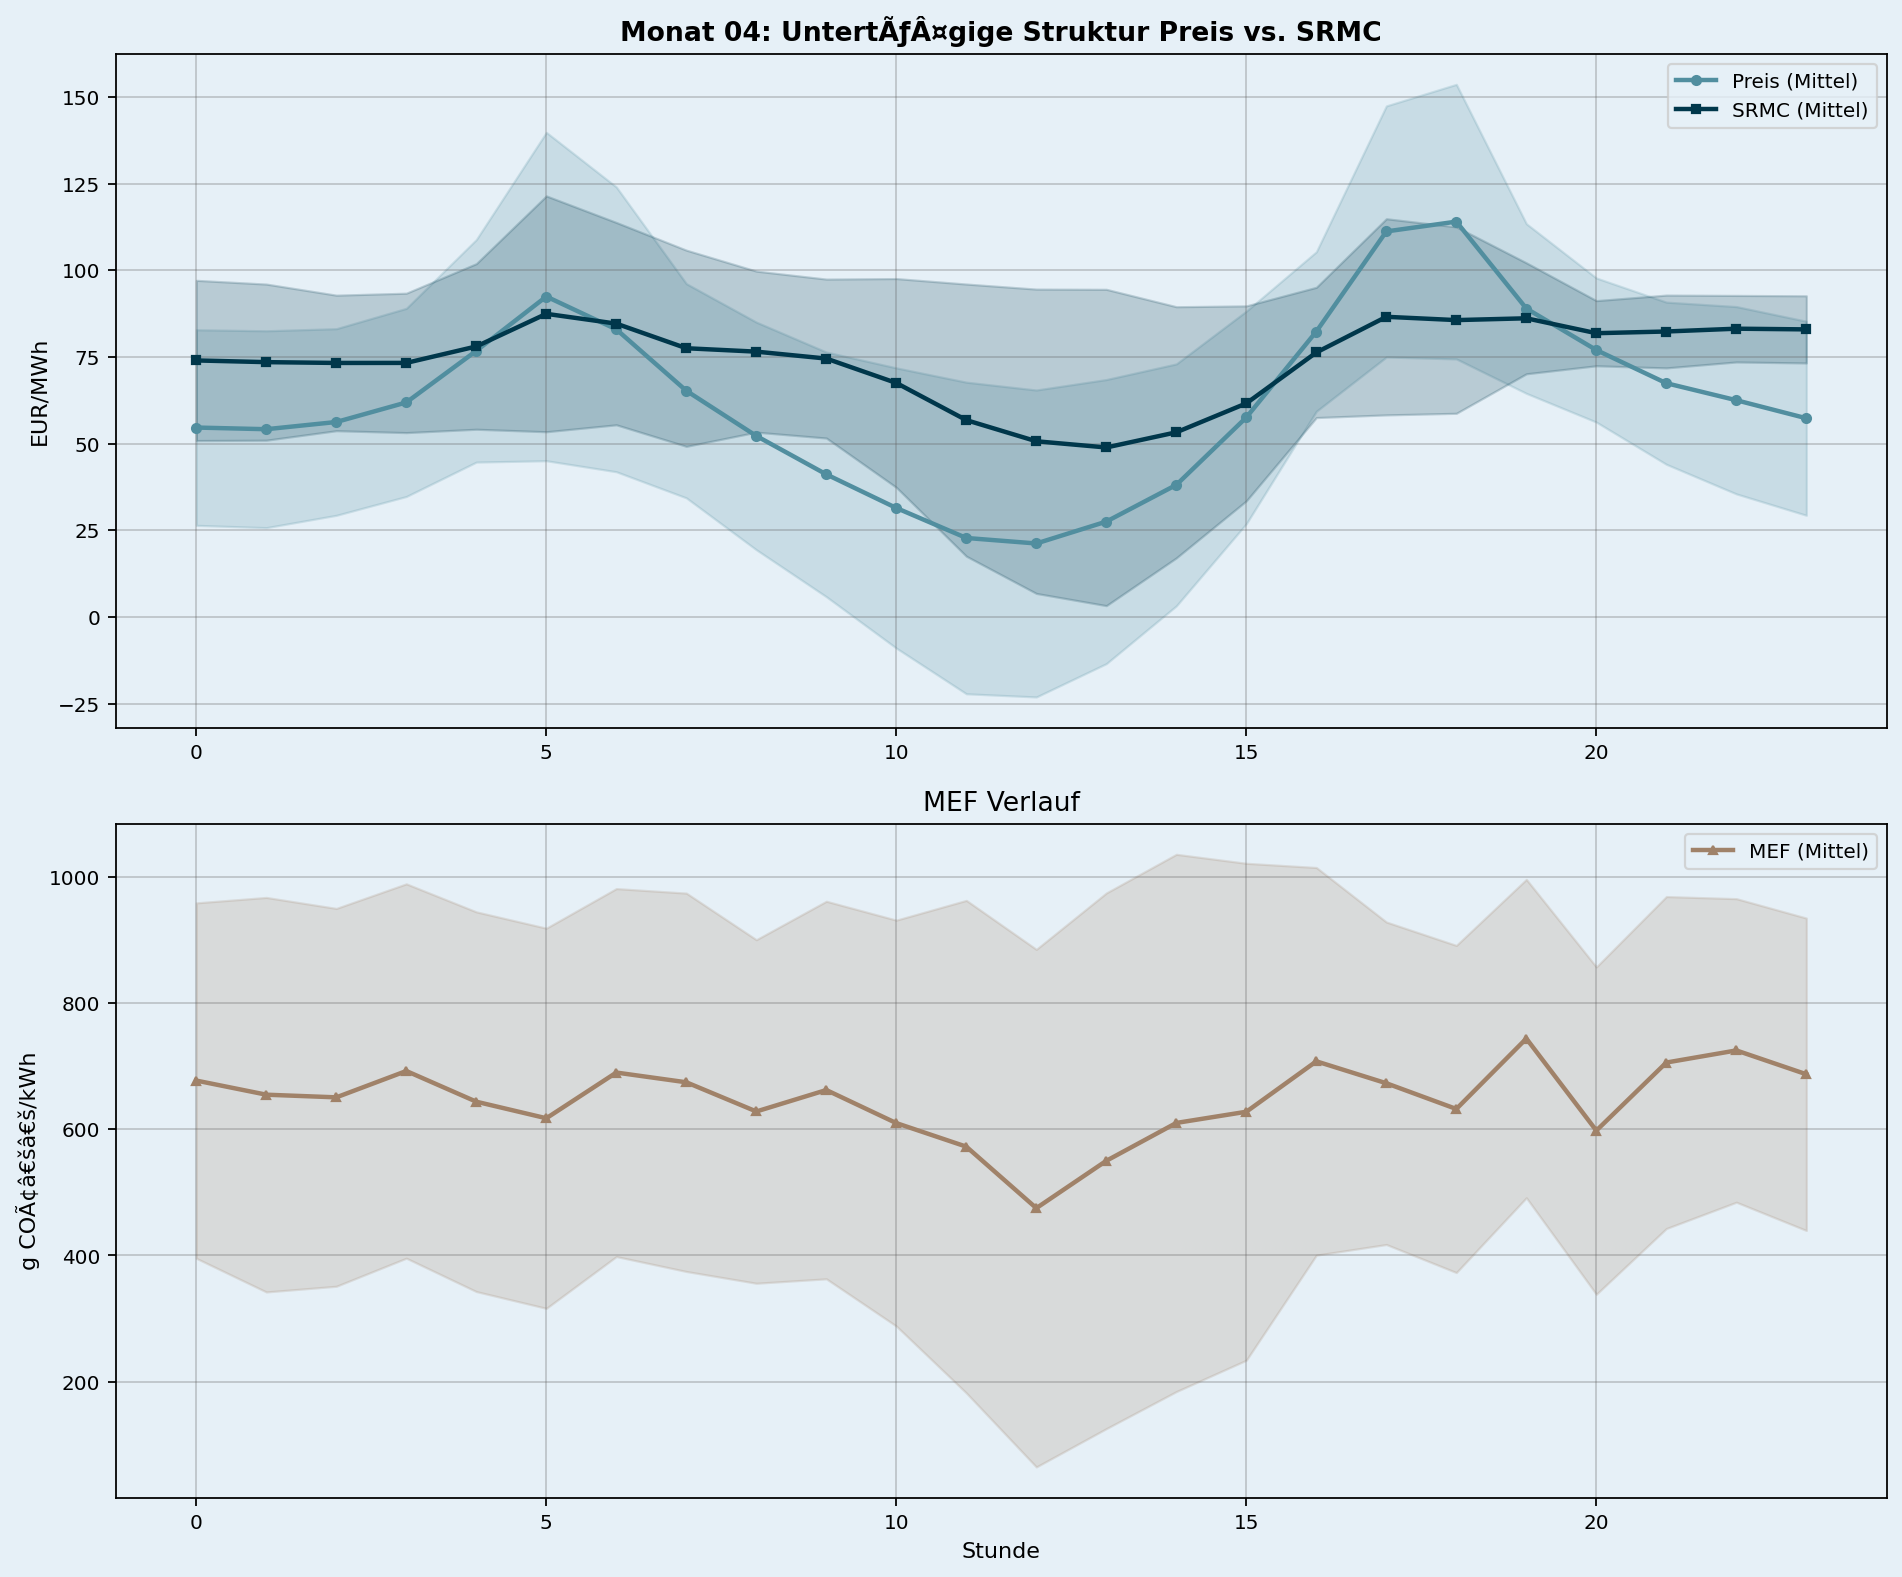 Monat 04: UntertÃƒÂ¤gige Struktur Preis vs. SRMC
Preis (Mittel)
SRMC (Mittel)
EUR/MWh
150
125
100
75
50
25
0
−25
0 5 10 15 20
MEF Verlauf
MEF (Mittel)
g COÃ¢â€šâ€š/kWh
1000
800
600
400
200
0 5 10 15 20
Stunde